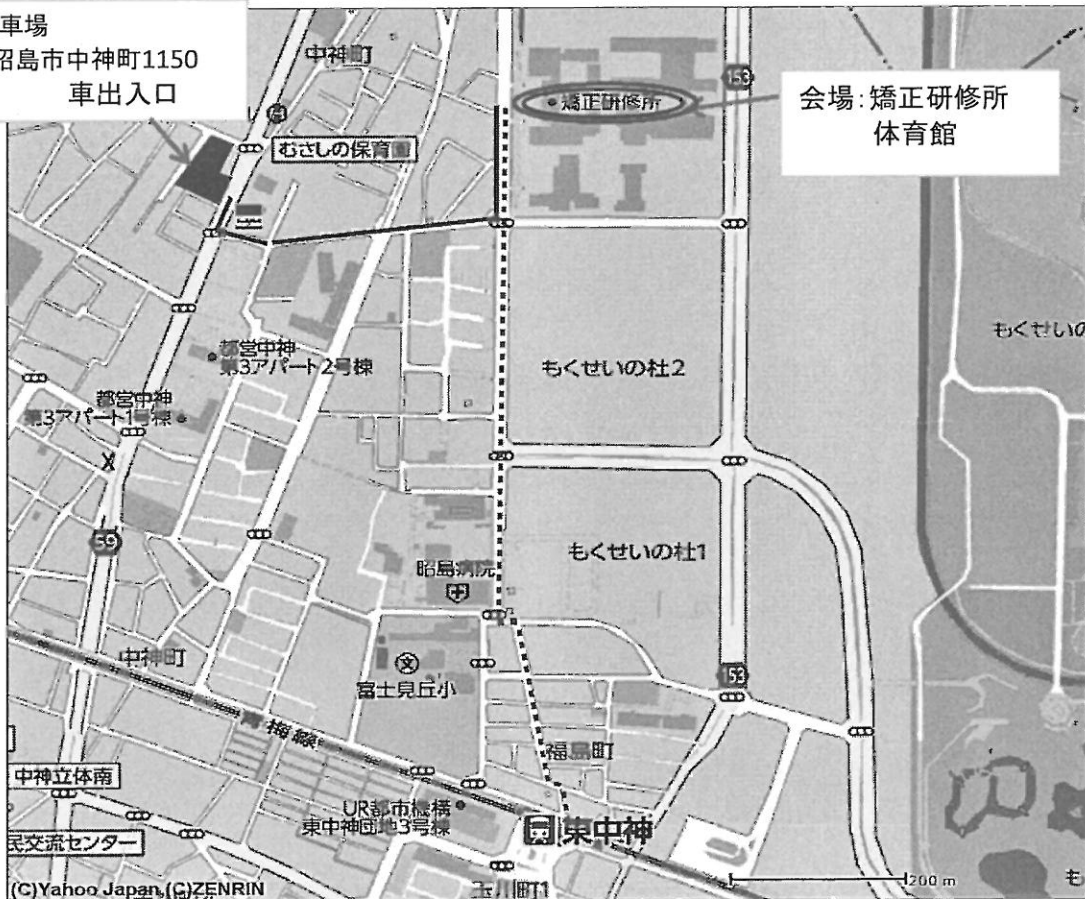 車場
昭島市中神町1150
車出入口
中神町
153
矯正研修所
会場：矯正研修所
体育館
むさしの保育園
もくせいの
都営中神
第3アパート2号棟
もくせいの杜2
都営中神
第3アパート1号棟
59
もくせいの杜1
昭島病院
中神町
富士見丘小
153
青梅線
福島町
中神立体南
UR都市機構
東中神団地3号棟
東中神
民交流センター
(C)Yahoo Japan,(C)ZENRIN
玉川町1
200 m
も